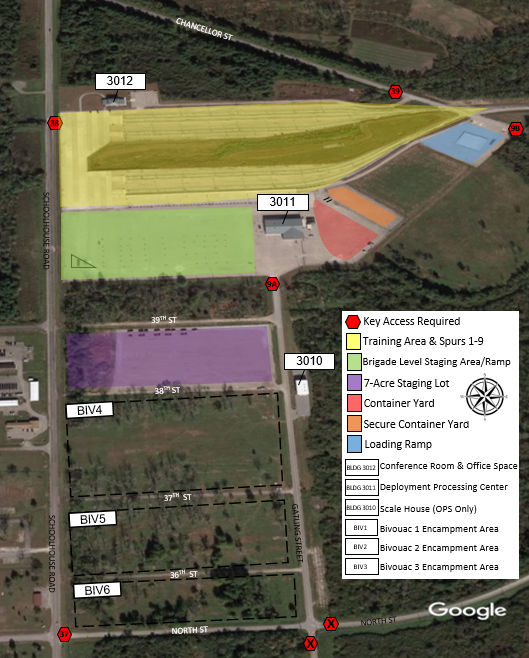 CHANCELLOR ST
3012
39
38
9B
3011
SCHOOLHOUSE ROAD
9A
39TH ST
Key Access Required
Training Area & Spurs 1-9
Brigade Level Staging Area/Ramp
7-Acre Staging Lot
Container Yard
Secure Container Yard
Loading Ramp
BLDG 3012 Conference Room & Office Space
BLDG 3011 Deployment Processing Center
BLDG 3010 Scale House (OPS Only)
BIV1 Bivouac 1 Encampment Area
BIV2 Bivouac 2 Encampment Area
BIV3 Bivouac 3 Encampment Area
3010
38TH ST
BIV4
37TH ST
BIV5
GATLING STREET
SCHOOLHOUSE ROAD
36TH ST
BIV6
Google
37
NORTH ST
X
NORTH ST
X